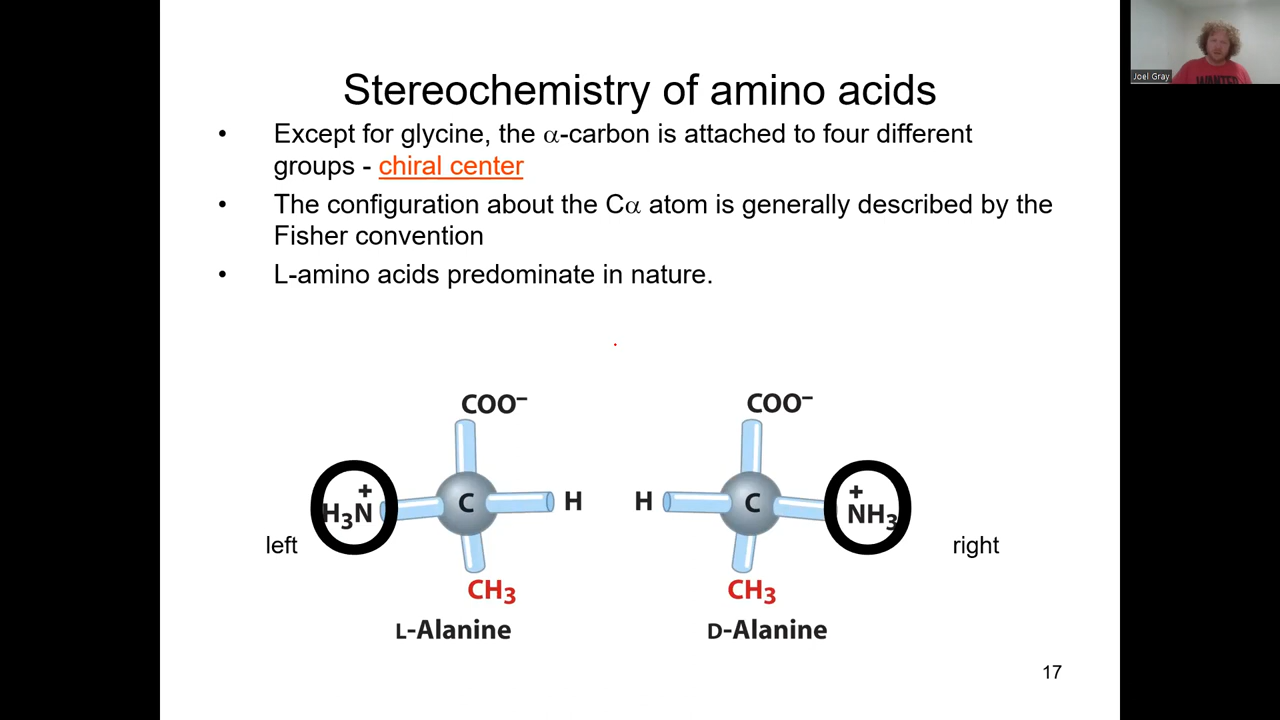 Stereochemistry of amino acids
• Except for glycine, the α-carbon is attached to four different
groups - chiral center
• The configuration about the Cα atom is generally described by the
Fisher convention
• L-amino acids predominate in nature.
COO⁻
COO⁻
H₃N⁺
C
H
H
C
⁺NH₃
left
right
CH₃
CH₃
L-Alanine
D-Alanine
17
Joel Gray
WANTED